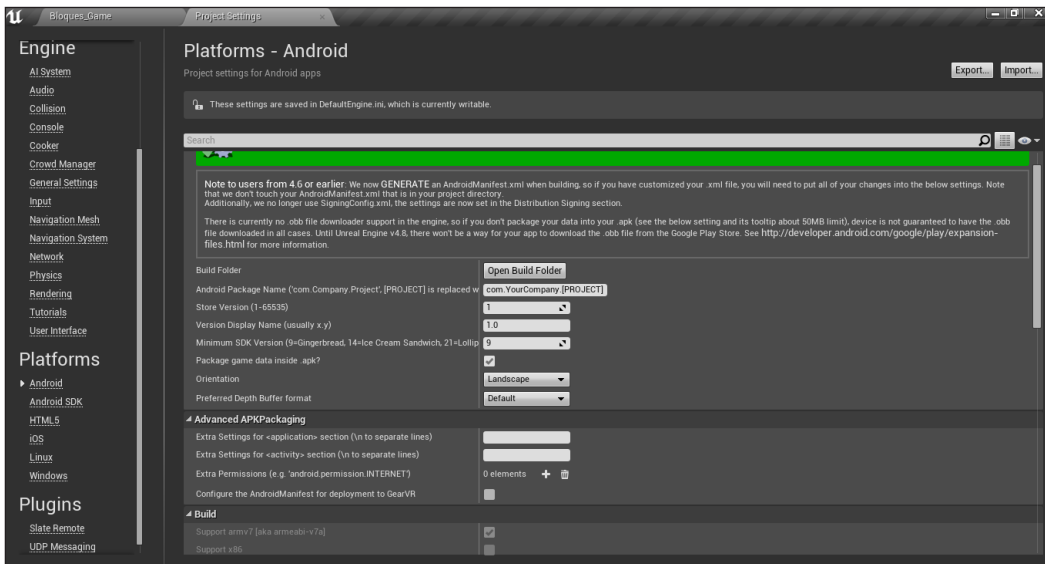 Bloques_Game
Project Settings
Engine
AI System
Audio
Collision
Console
Cooker
Crowd Manager
General Settings
Input
Navigation Mesh
Navigation System
Network
Physics
Rendering
Tutorials
User Interface
Platforms
Android
Android SDK
HTML5
iOS
Linux
Windows
Plugins
Slate Remote
UDP Messaging
Platforms - Android
Project settings for Android apps
Export...
Import...
These settings are saved in DefaultEngine.ini, which is currently writable.
Search
Note to users from 4.6 or earlier: We now GENERATE an AndroidManifest.xml when building, so if you have customized your .xml file, you will need to put all of your changes into the below settings. Note
that we don't touch your AndroidManifest.xml that is in your project directory.
Additionally, we no longer use SigningConfig.xml, the settings are now set in the Distribution Signing section.
There is currently no .obb file downloader support in the engine, so if you don't package your data into your .apk (see the below setting and its tooltip about 50MB limit), device is not guaranteed to have the .obb
file downloaded in all cases. Until Unreal Engine v4.8, there won't be a way for your app to download the .obb file from the Google Play Store. See http://developer.android.com/google/play/expansion-
files.html for more information.
Build Folder
Open Build Folder
Android Package Name ('com.Company.Project', [PROJECT] is replaced w
com.YourCompany.[PROJECT]
Store Version (1-65535)
1
Version Display Name (usually x.y)
1.0
Minimum SDK Version (9=Gingerbread, 14=Ice Cream Sandwich, 21=Lollip
9
Package game data inside .apk?
Orientation
Landscape
Preferred Depth Buffer format
Default
Advanced APKPackaging
Extra Settings for <application> section (\n to separate lines)
Extra Settings for <activity> section (\n to separate lines)
Extra Permissions (e.g. 'android.permission.INTERNET')
0 elements
Configure the AndroidManifest for deployment to GearVR
Build
Support armv7 [aka armeabi-v7a]
Support x86